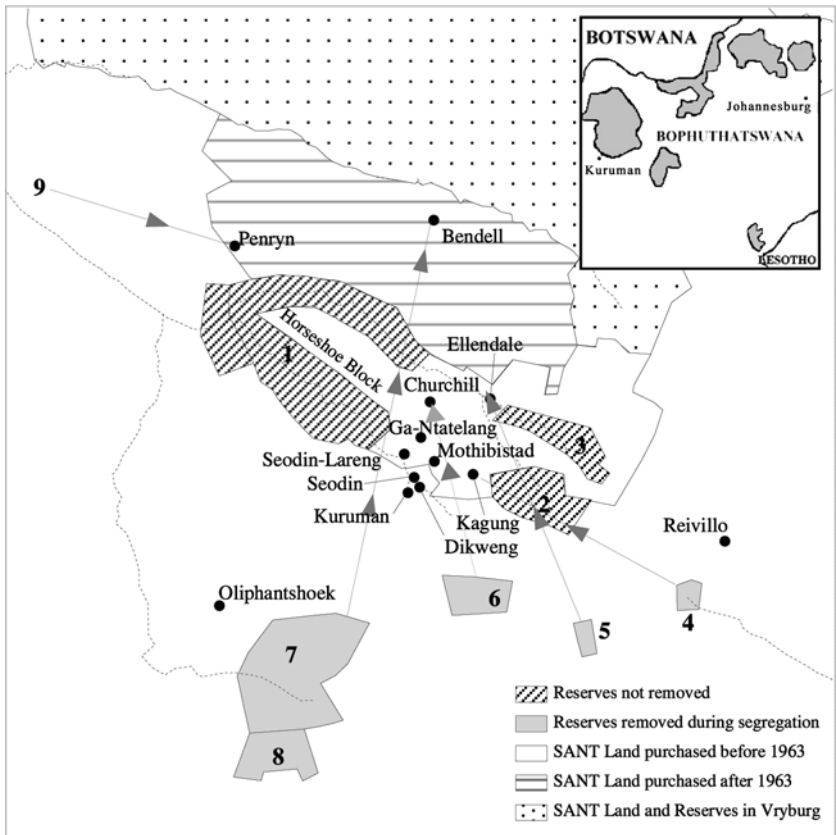 BOTSWANA
Johannesburg
BOPHUTHATSWANA
Kuruman
LESOTHO
9
Penryn
Bendell
Horseshoe Block
1
Ellendale
Churchill
Ga-Ntatelang
3
Mothibistad
Seodin-Lareng
Seodin
2
Kuruman
Kagung
Reivillo
Dikweng
Oliphantshoek
6
4
5
7
8
Reserves not removed
Reserves removed during segregation
SANT Land purchased before 1963
SANT Land purchased after 1963
SANT Land and Reserves in Vryburg